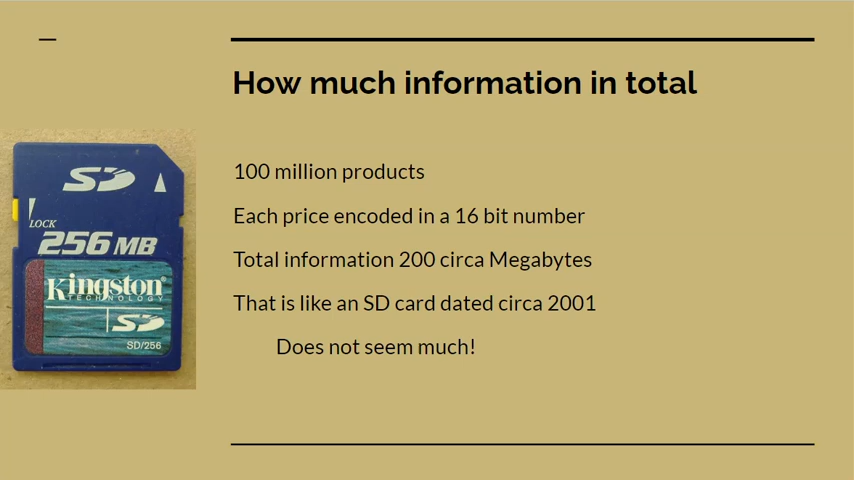 How much information in total
100 million products
Each price encoded in a 16 bit number
Total information 200 circa Megabytes
That is like an SD card dated circa 2001
Does not seem much!
SD
LOCK
256 MB
Kingston
TECHNOLOGY
SD
SD/256